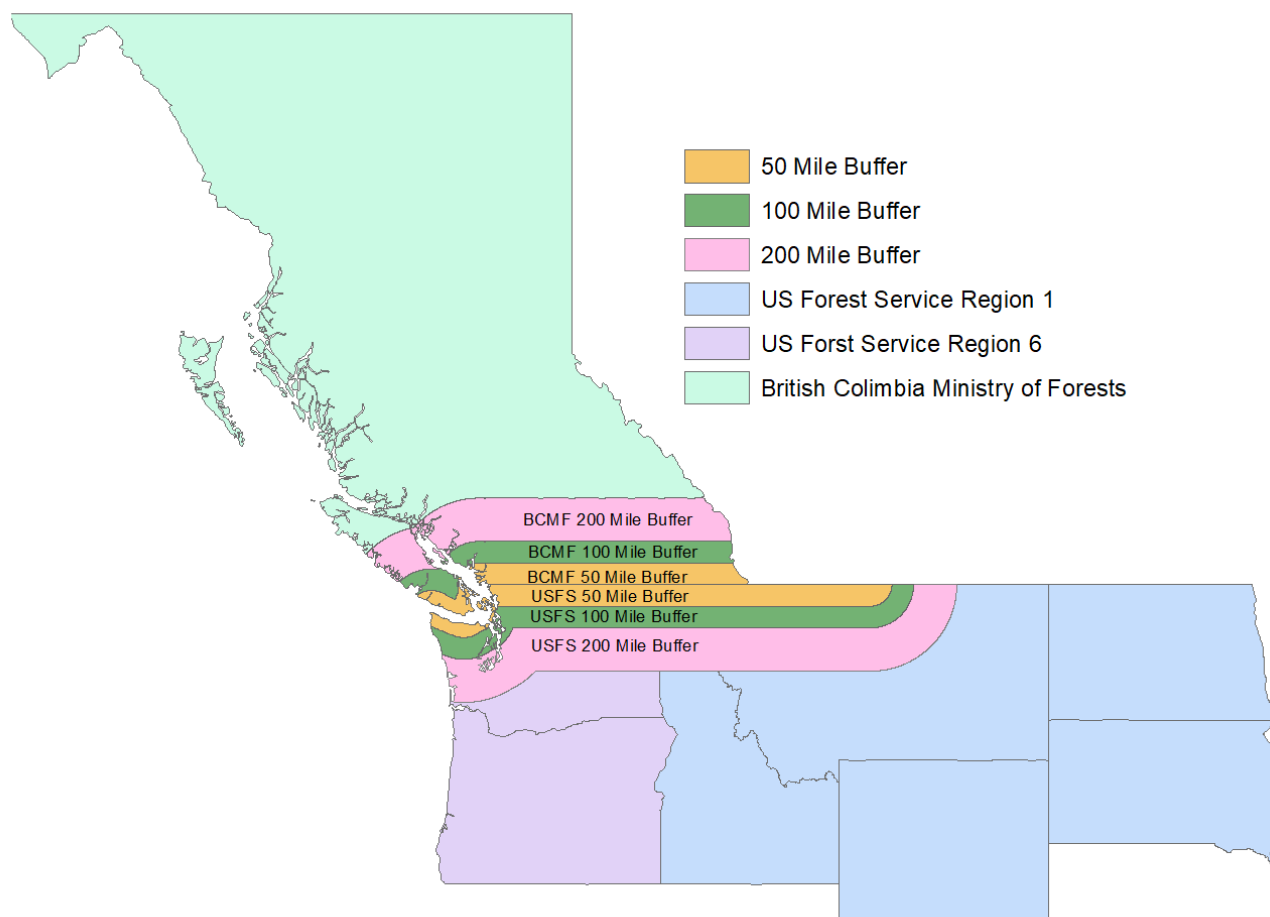 50 Mile Buffer
100 Mile Buffer
200 Mile Buffer
US Forest Service Region 1
US Forst Service Region 6
British Colimbia Ministry of Forests
BCMF 200 Mile Buffer
BCMF 100 Mile Buffer
BCMF 50 Mile Buffer
USFS 50 Mile Buffer
USFS 100 Mile Buffer
USFS 200 Mile Buffer